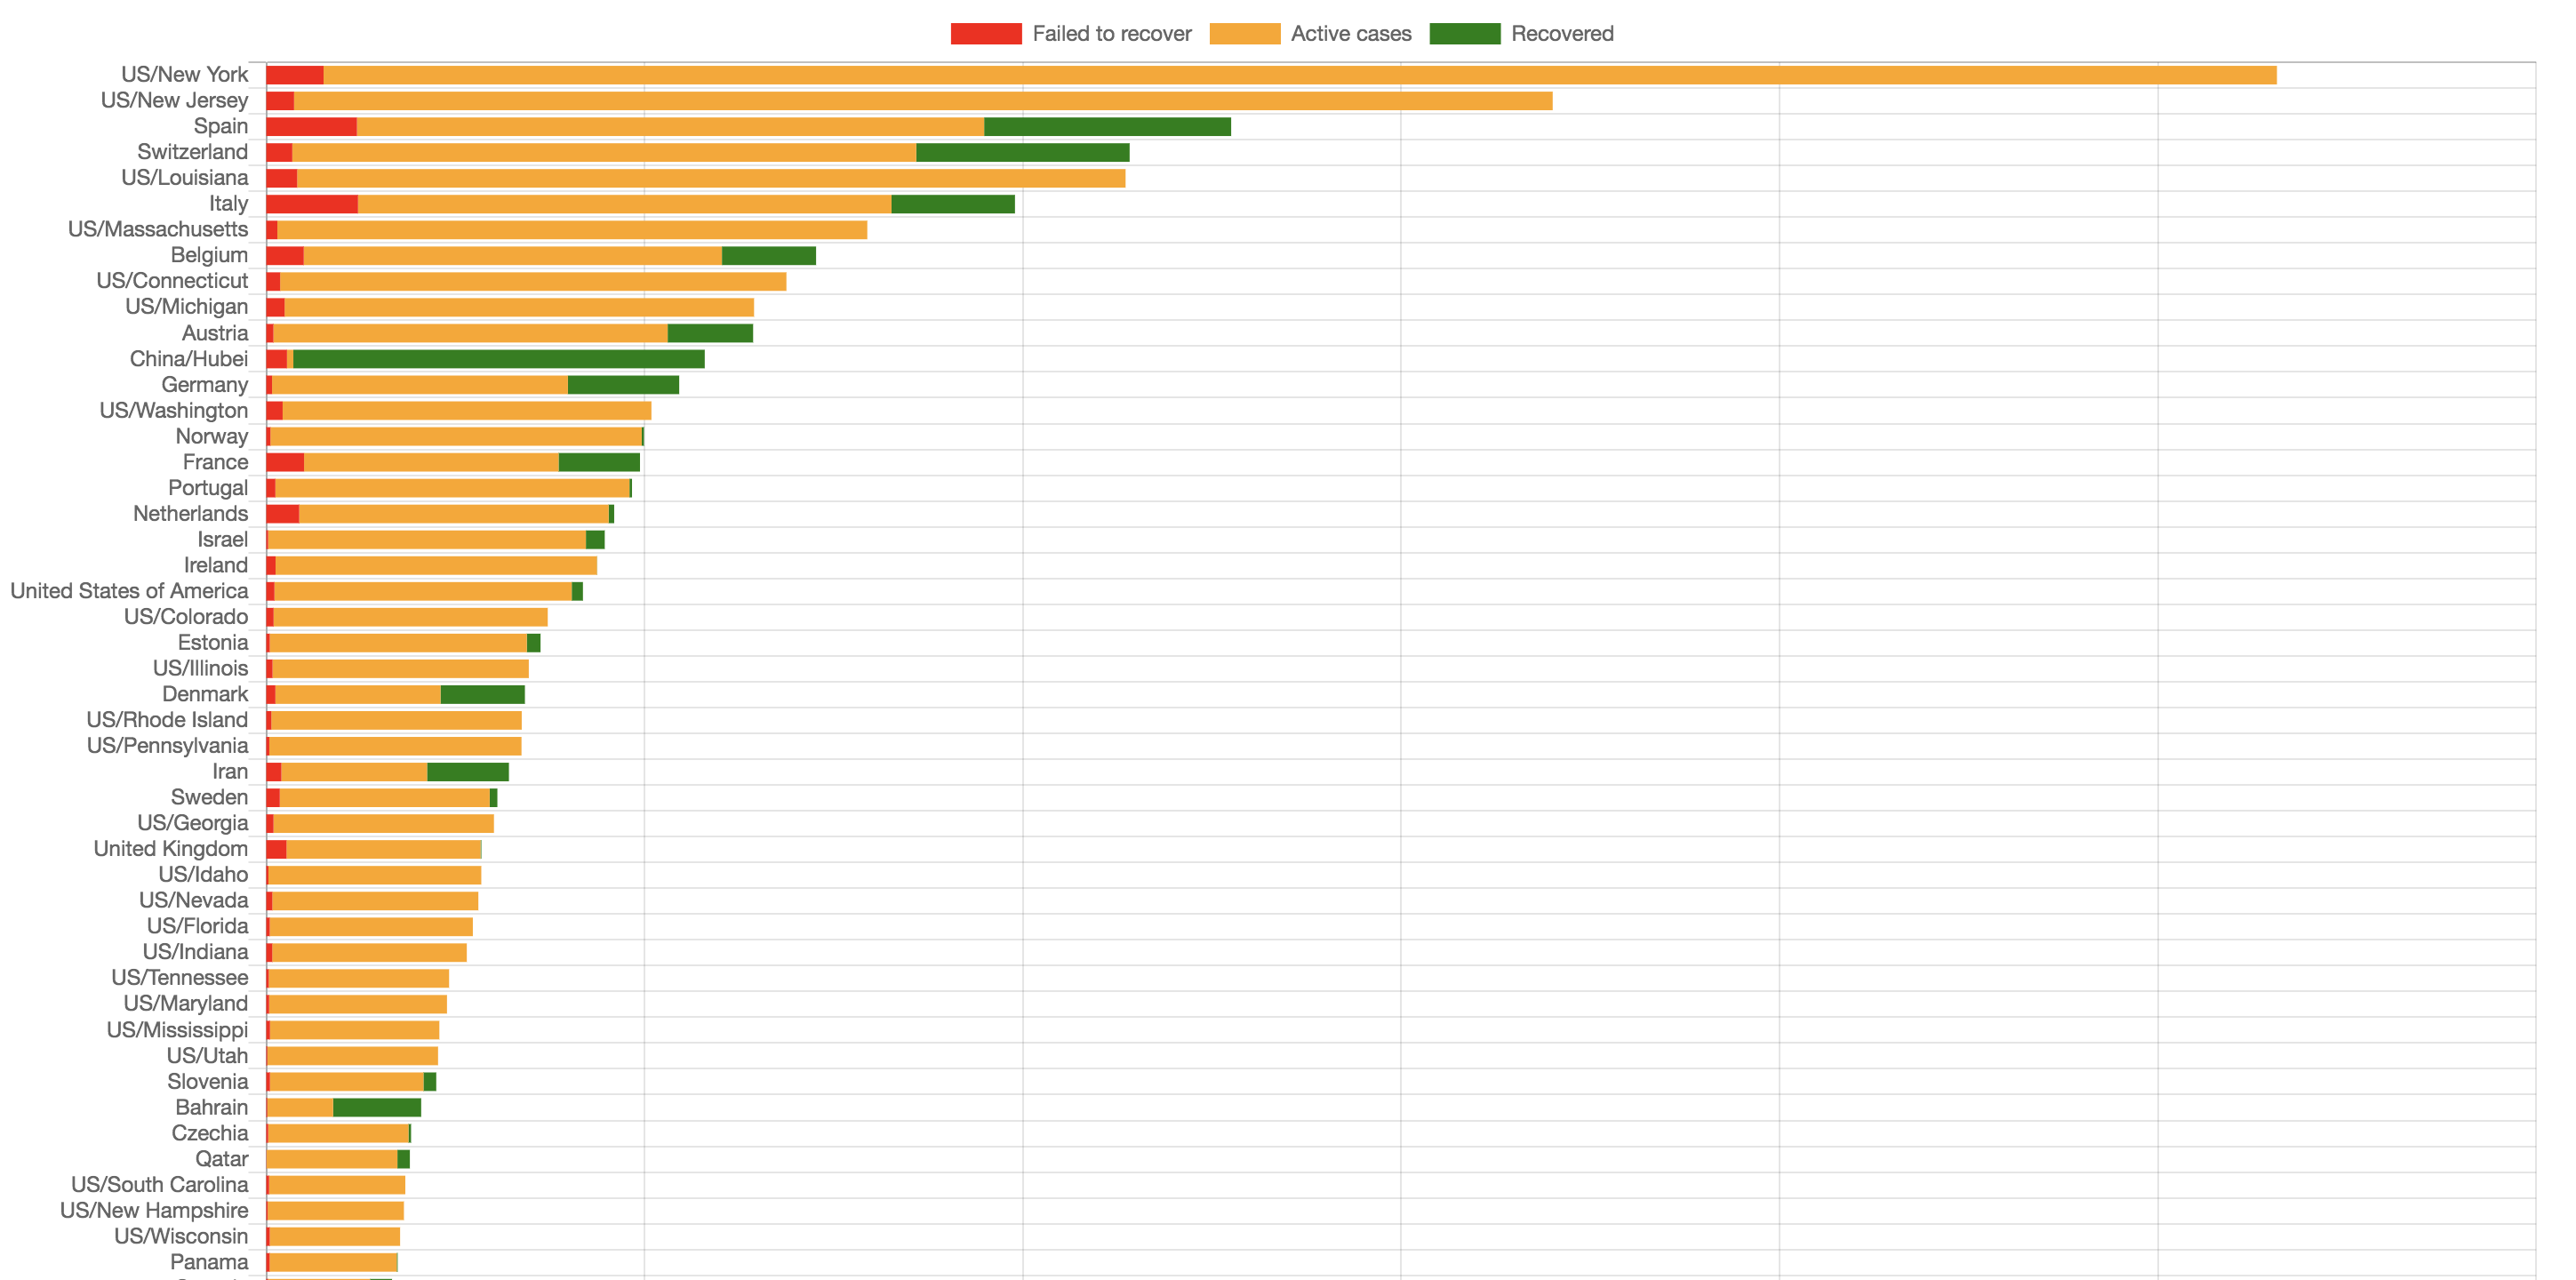 Failed to recover Active cases Recovered
US/New York
US/New Jersey
Spain
Switzerland
US/Louisiana
Italy
US/Massachusetts
Belgium
US/Connecticut
US/Michigan
Austria
China/Hubei
Germany
US/Washington
Norway
France
Portugal
Netherlands
Israel
Ireland
United States of America
US/Colorado
Estonia
US/Illinois
Denmark
US/Rhode Island
US/Pennsylvania
Iran
Sweden
US/Georgia
United Kingdom
US/Idaho
US/Nevada
US/Florida
US/Indiana
US/Tennessee
US/Maryland
US/Mississippi
US/Utah
Slovenia
Bahrain
Czechia
Qatar
US/South Carolina
US/New Hampshire
US/Wisconsin
Panama